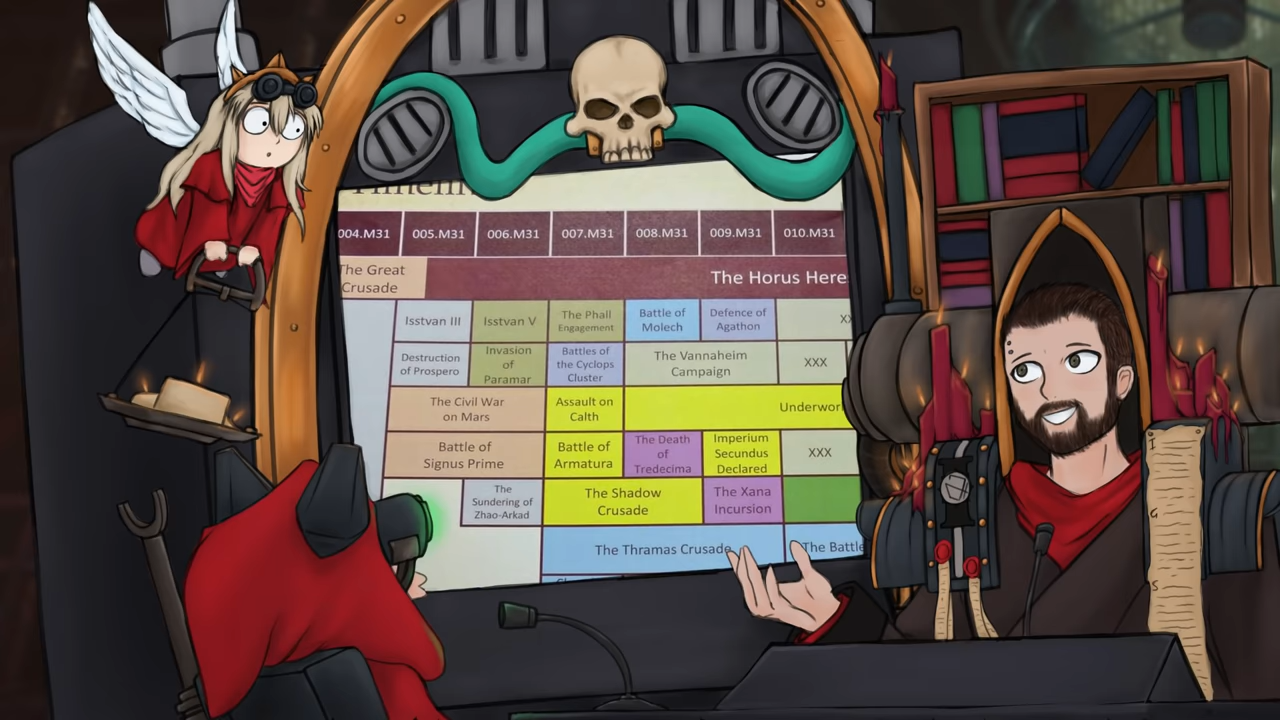 004.M31 005.M31 006.M31 007.M31 008.M31 009.M31 010.M31
The Great
Crusade
The Horus Here
Isstvan III
Isstvan V
The Phall
Engagement
Battle of
Molech
Defence of
Agathon
XX
Destruction
of Prospero
Invasion
of
Paramar
Battles of
the Cyclops
Cluster
The Vannaheim
Campaign
XXX
The Civil War
on Mars
Assault on
Calth
Underworl
Battle of
Signus Prime
Battle of
Armatura
The Death
of
Tredecima
Imperium
Secundus
Declared
XXX
The
Sundering of
Zhao-Arkad
The Shadow
Crusade
The Xana
Incursion
The Thramas Crusade
The Battle